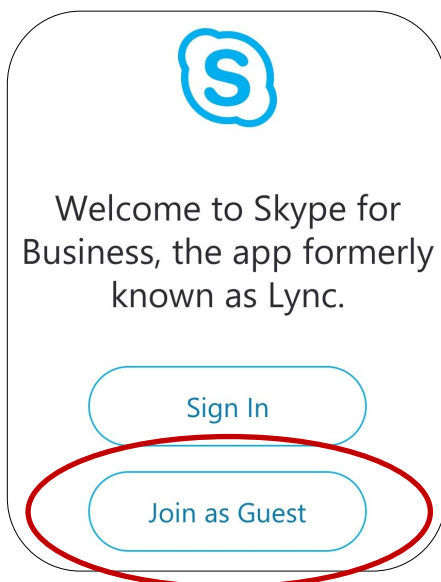 S
Welcome to Skype for
Business, the app formerly
known as Lync.
Sign In
Join as Guest